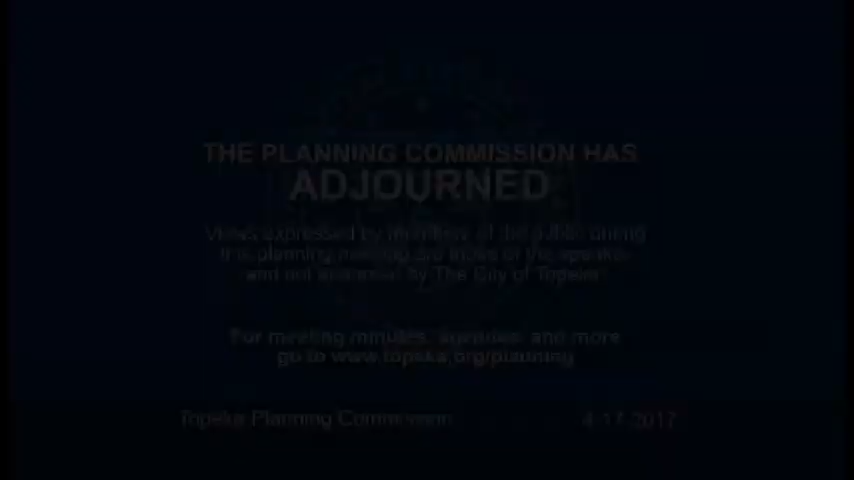 THE PLANNING COMMISSION HAS
ADJOURNED
Views expressed by members of the public during
this planning meeting are those of the speaker
and not endorsed by The City of Topeka
For meeting minutes, agendas, and more
go to www.topeka.org/planning
Topeka Planning Commission
4-17-2017